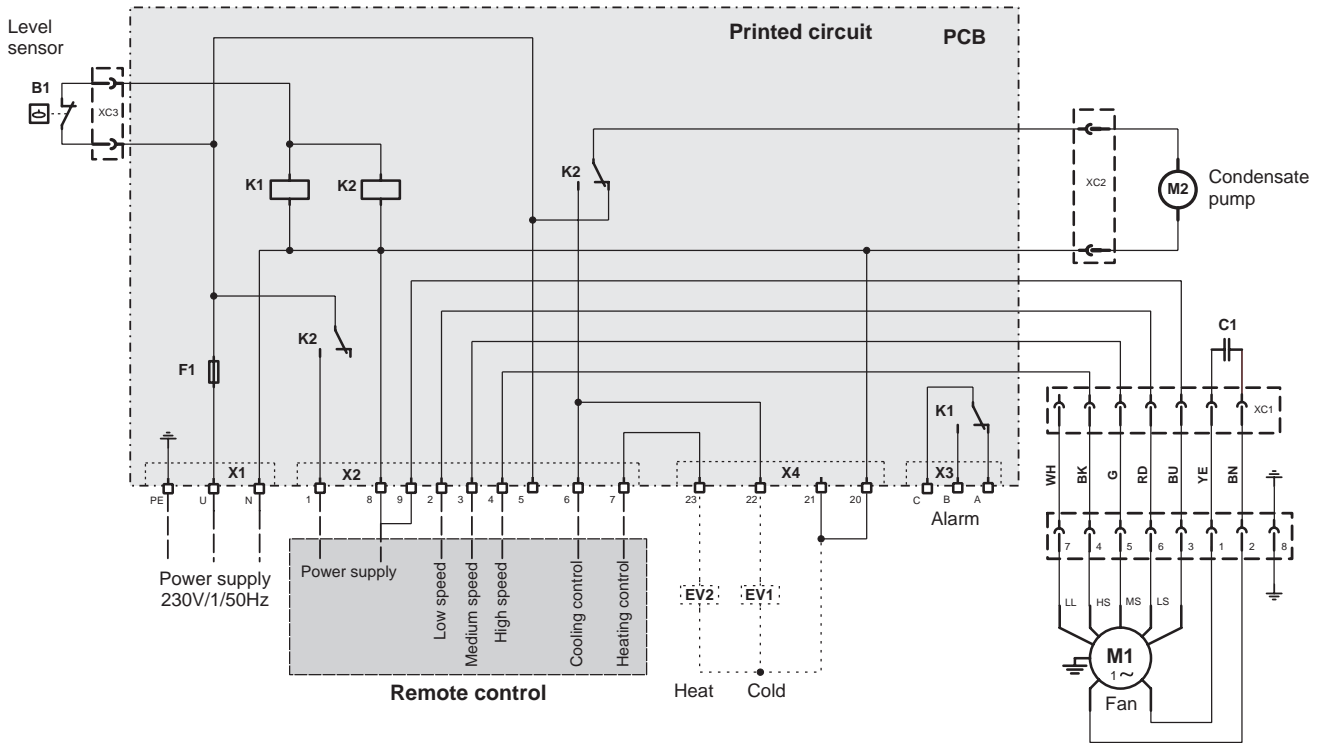 Level
sensor
B1
XC3
Printed circuit
PCB
K1
K2
K2
XC2
M2
Condensate
pump
K2
F1
C1
K1
XC1
X1
X2
X4
X3
PE
U
N
1
8
9
2
3
4
5
6
7
23
22
21
20
C
B
A
Alarm
WH
BK
G
RD
BU
YE
BN
7
4
5
6
3
1
2
8
Power supply
230V/1/50Hz
Power supply
Low speed
Medium speed
High speed
Cooling control
Heating control
Remote control
EV2
EV1
Heat
Cold
LL
HS
MS
LS
M1
1~
Fan